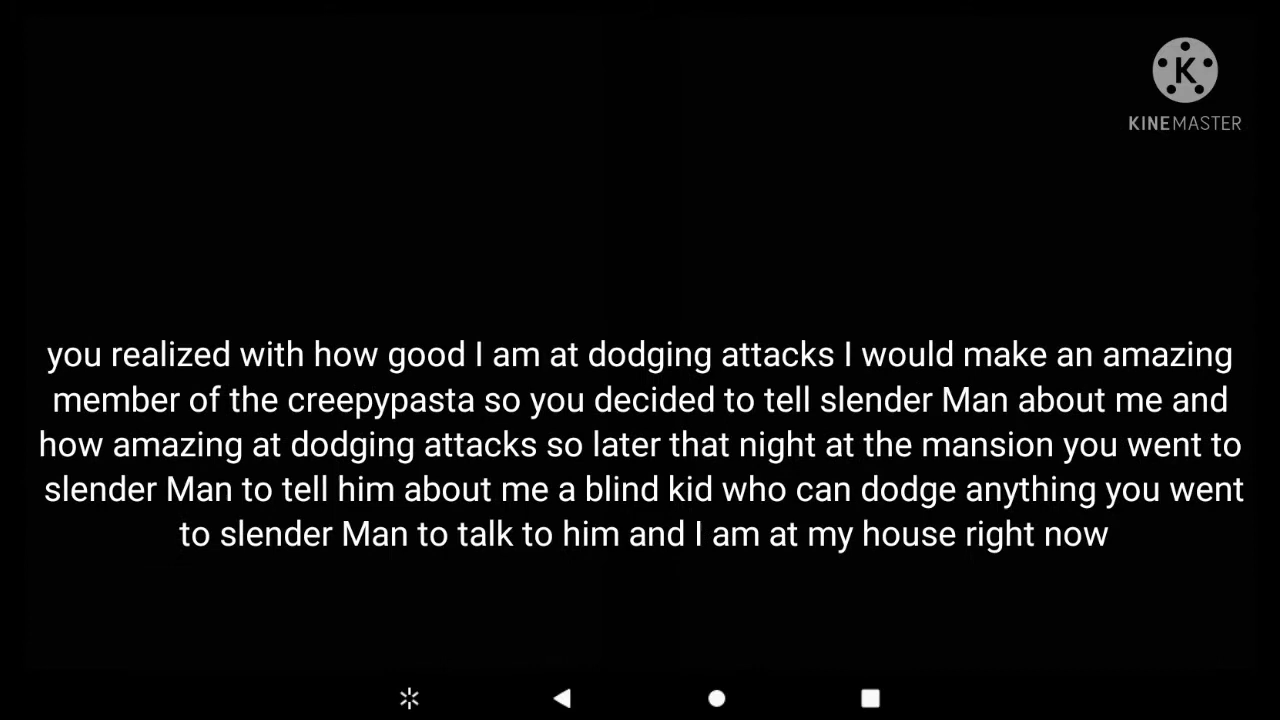 K
KINEMASTER
you realized with how good I am at dodging attacks I would make an amazing
member of the creepypasta so you decided to tell slender Man about me and
how amazing at dodging attacks so later that night at the mansion you went to
slender Man to tell him about me a blind kid who can dodge anything you went
to slender Man to talk to him and I am at my house right now